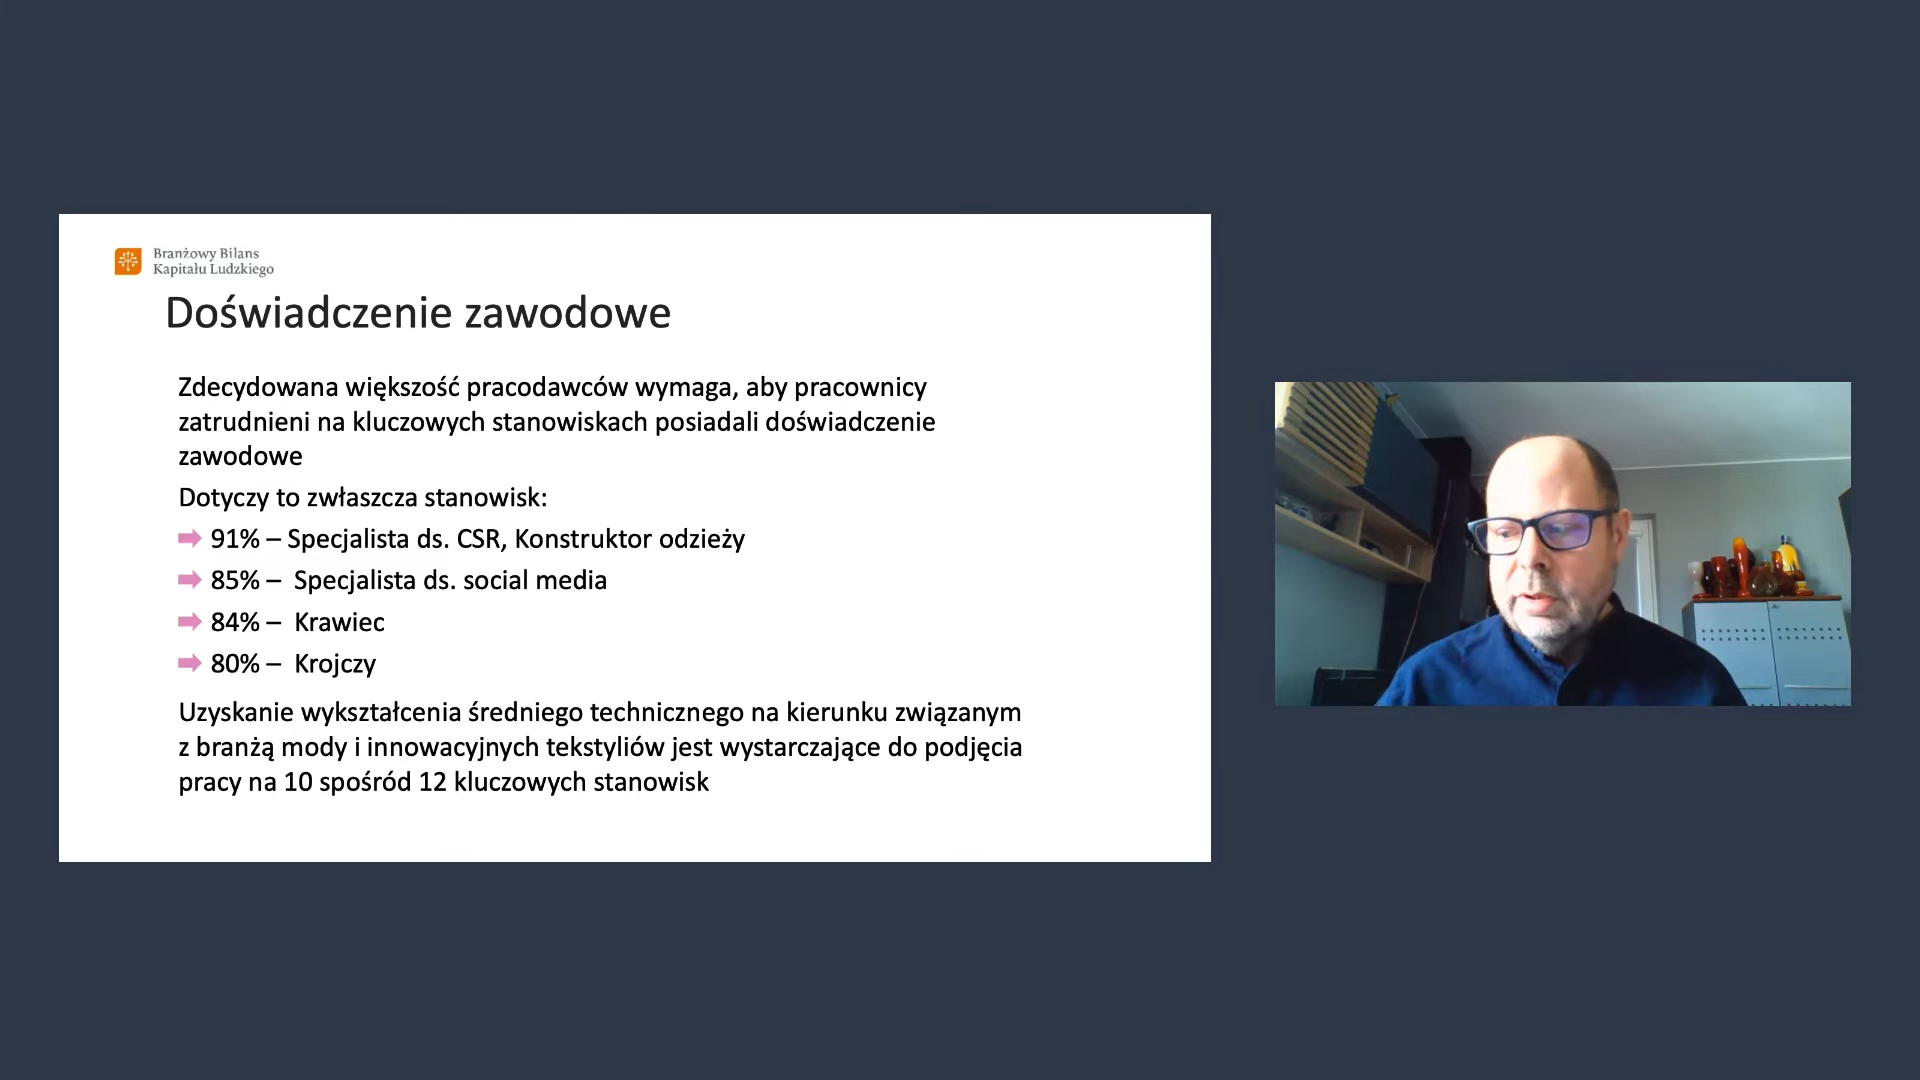 Branżowy Bilans
Kapitału Ludzkiego
Doświadczenie zawodowe
Zdecydowana większość pracodawców wymaga, aby pracownicy
zatrudnieni na kluczowych stanowiskach posiadali doświadczenie
zawodowe
Dotyczy to zwłaszcza stanowisk:
91% – Specjalista ds. CSR, Konstruktor odzieży
85% – Specjalista ds. social media
84% – Krawiec
80% – Krojczy
Uzyskanie wykształcenia średniego technicznego na kierunku związanym
z branżą mody i innowacyjnych tekstyliów jest wystarczające do podjęcia
pracy na 10 spośród 12 kluczowych stanowisk